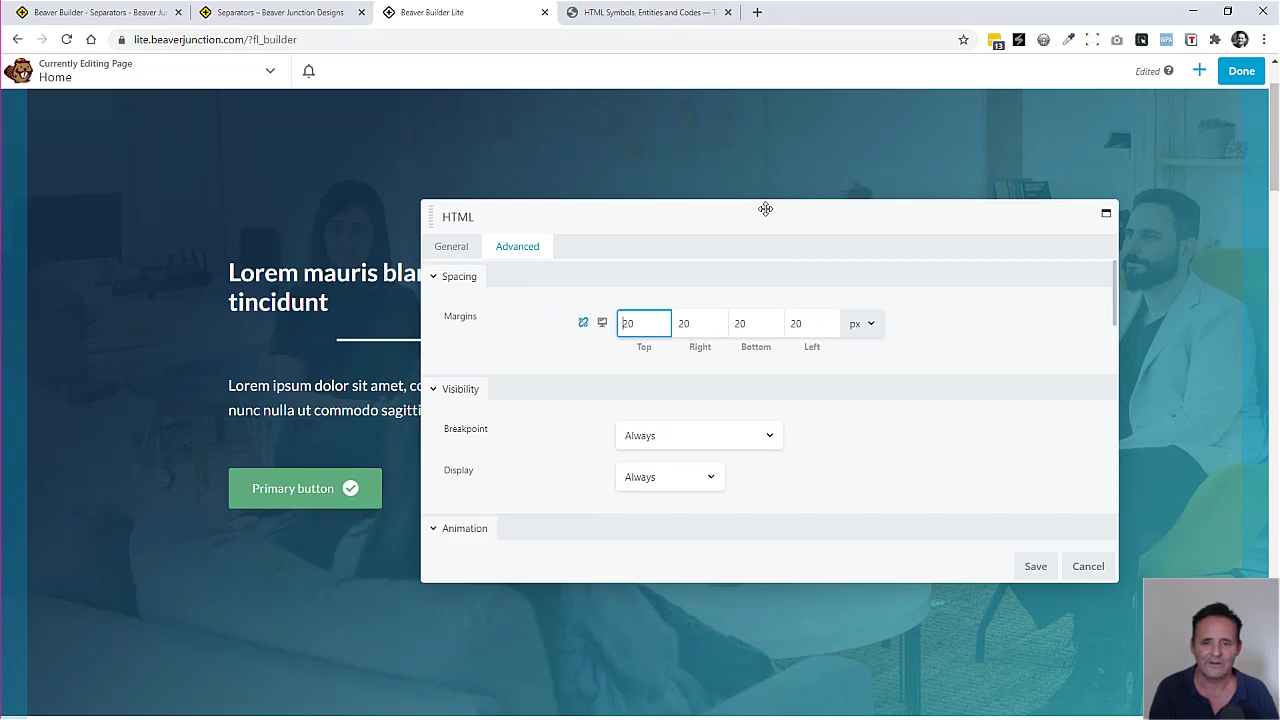 Beaver Builder - Separators - Beaver Ju
Separators – Beaver Junction Designs
Beaver Builder Lite
HTML Symbols, Entities and Codes — T
lite.beaverjunction.com/?fl_builder
13
WPA
T
Currently Editing Page
Home
Edited
Done
HTML
General
Advanced
Lorem mauris bla
tincidunt
Spacing
Margins
20
20
20
20
px
Top
Right
Bottom
Left
Lorem ipsum dolor sit amet, co
nunc nulla ut commodo sagitti
Visibility
Breakpoint
Always
Display
Always
Primary button
Animation
Save
Cancel